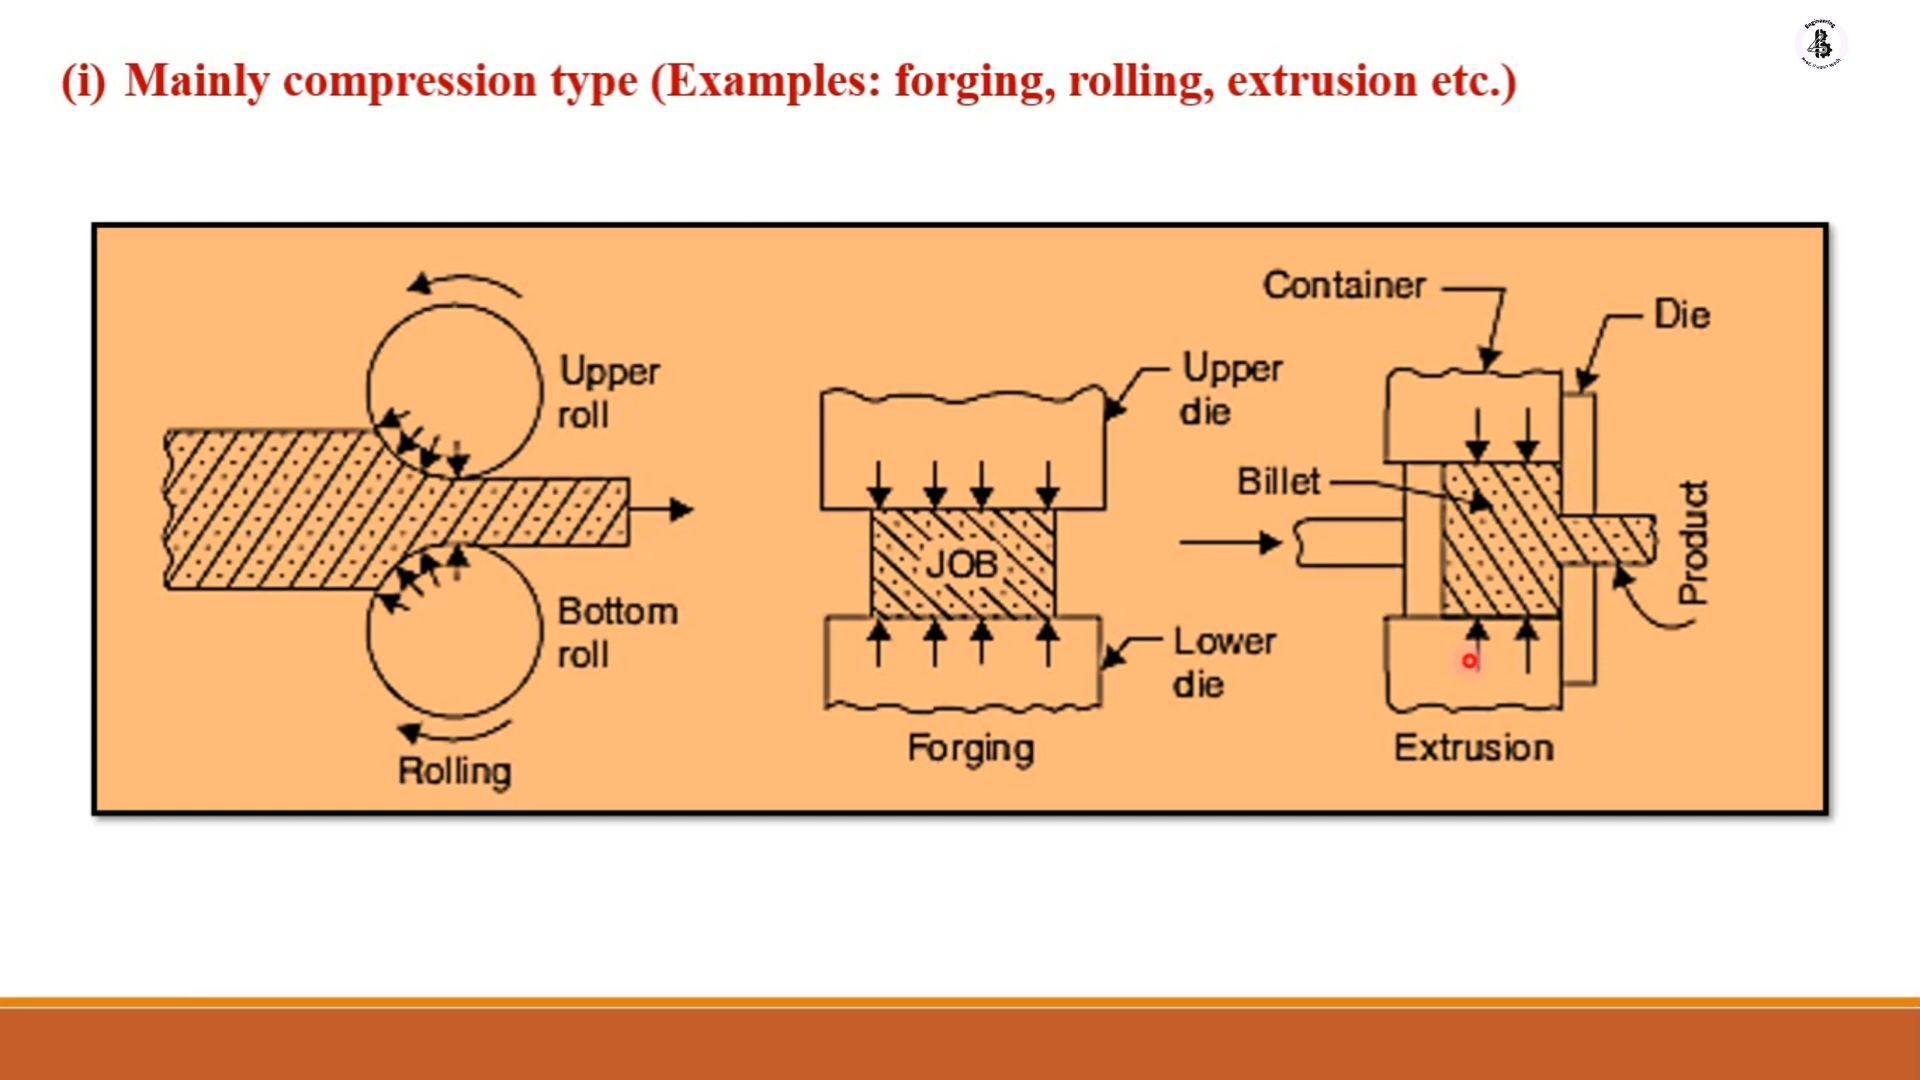 (i) Mainly compression type (Examples: forging, rolling, extrusion etc.)
Upper
roll
Bottom
roll
Rolling
Upper
die
JOB
Lower
die
Forging
Container
Die
Billet
Product
Extrusion
Engineering